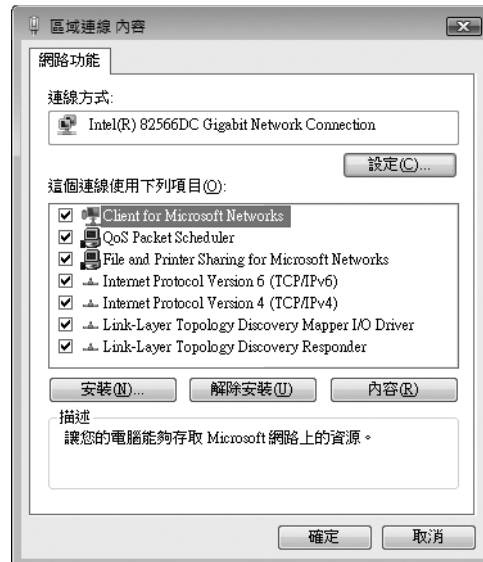 區域連線 內容
網路功能
連線方式:
Intel(R) 82566DC Gigabit Network Connection
設定(C)...
這個連線使用下列項目(O):
Client for Microsoft Networks
QoS Packet Scheduler
File and Printer Sharing for Microsoft Networks
Internet Protocol Version 6 (TCP/IPv6)
Internet Protocol Version 4 (TCP/IPv4)
Link-Layer Topology Discovery Mapper I/O Driver
Link-Layer Topology Discovery Responder
安裝(N)... 解除安裝(U) 內容(R)
描述
讓您的電腦能夠存取 Microsoft 網路上的資源。
確定 取消